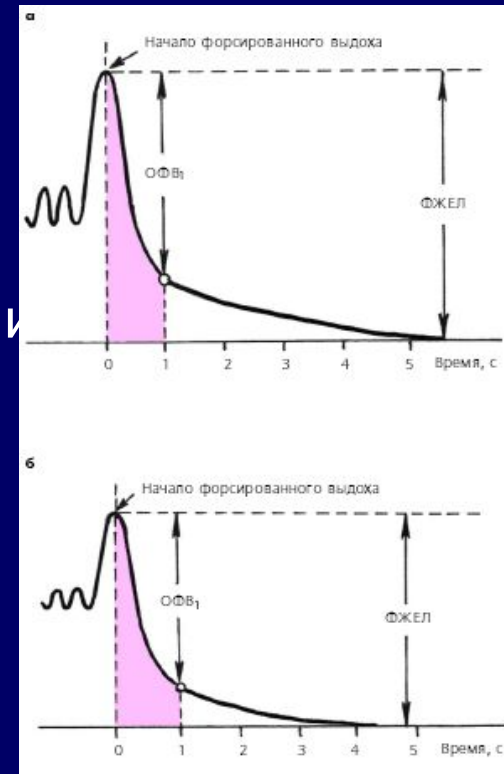 а
Начало форсированного выдоха
ОФВ₁
ФЖЕЛ
И
0 1 2 3 4 5 Время, с
б
Начало форсированного выдоха
ОФВ₁
ФЖЕЛ
0 1 2 3 4 5 Время, с